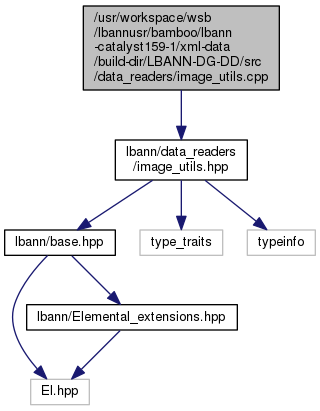 /usr/workspace/wsb
/lbannusr/bamboo/lbann
-catalyst159-1/xml-data
/build-dir/LBANN-DG-DD/src
/data_readers/image_utils.cpp
lbann/data_readers
/image_utils.hpp
lbann/base.hpp
type_traits
typeinfo
lbann/Elemental_extensions.hpp
El.hpp